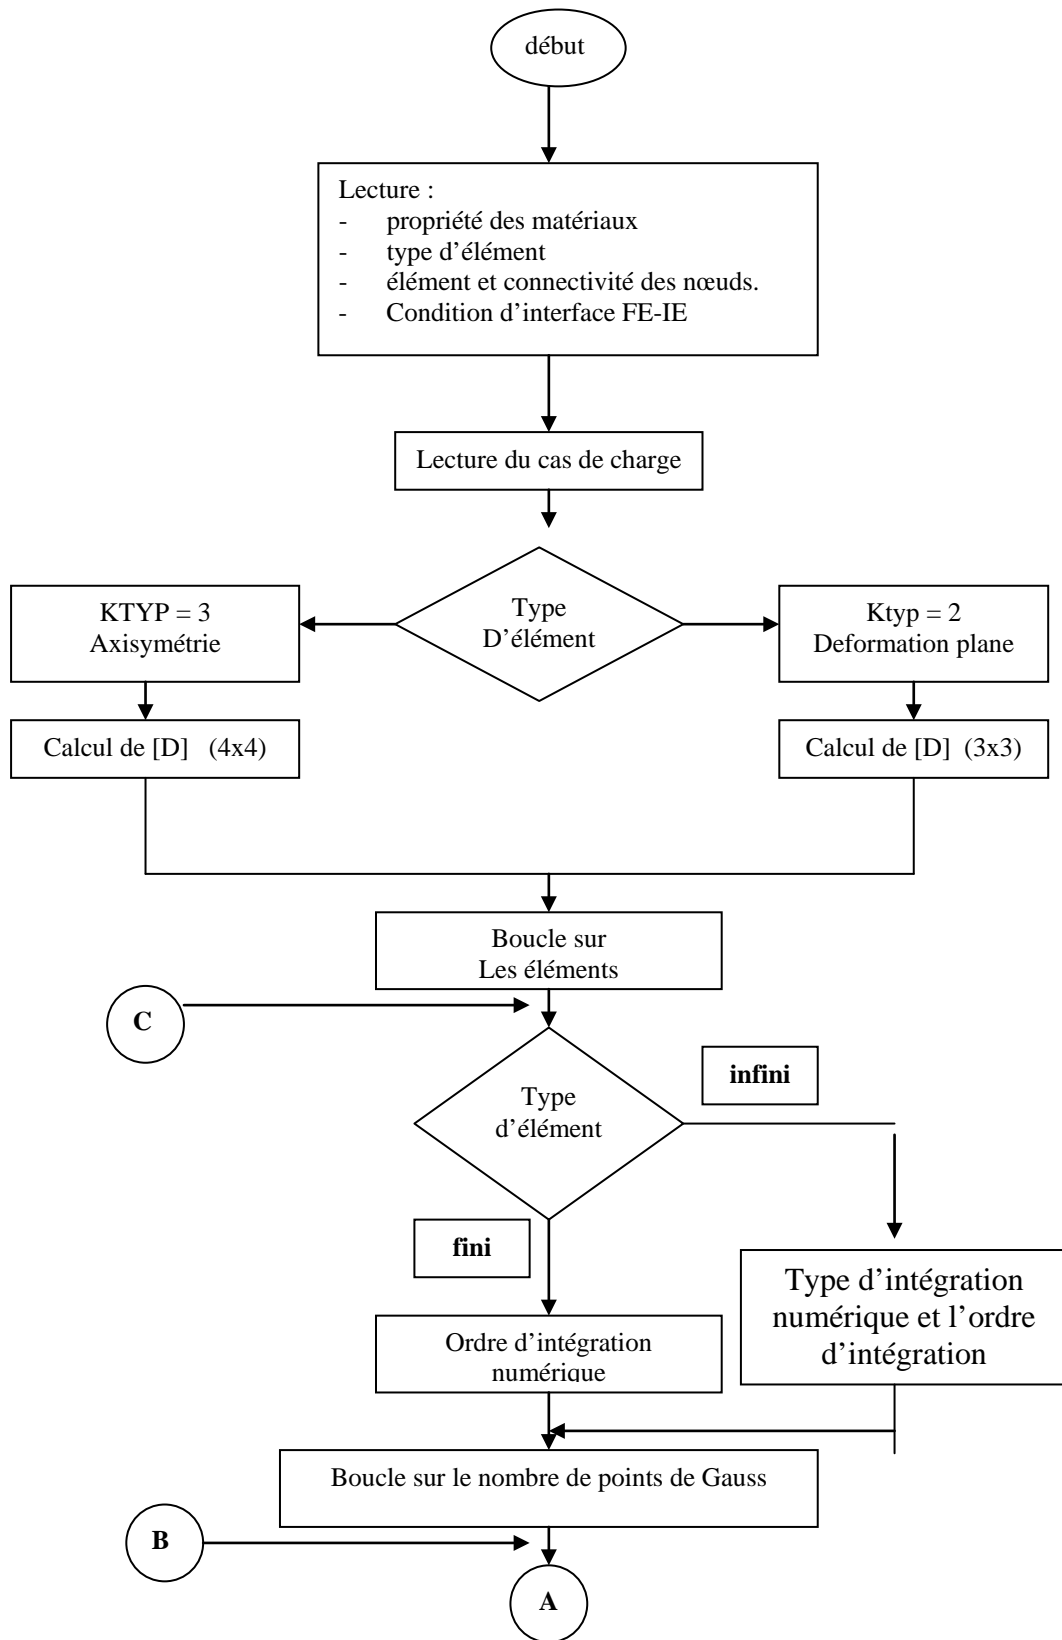 début
Lecture :
- propriété des matériaux
- type d’élément
- élément et connectivité des nœuds.
- Condition d’interface FE-IE
Lecture du cas de charge
Type
D’élément
KTYP = 3
Axisymétrie
Ktyp = 2
Deformation plane
Calcul de [D] (4x4)
Calcul de [D] (3x3)
Boucle sur
Les éléments
C
Type
d’élément
infini
fini
Type d’intégration
numérique et l’ordre
d’intégration
Ordre d’intégration
numérique
Boucle sur le nombre de points de Gauss
B
A